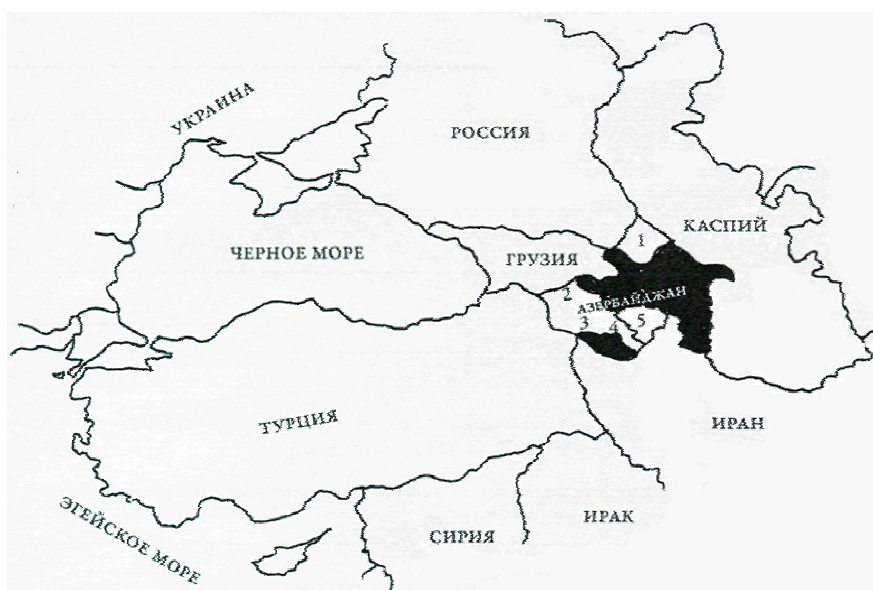 УКРАИНА
РОССИЯ
КАСПИЙ
ЧЕРНОЕ МОРЕ
ГРУЗИЯ
1
2
АЗЕРБАЙДЖАН
3
4
5
ТУРЦИЯ
ИРАН
ЭГЕЙСКОЕ МОРЕ
СИРИЯ
ИРАК